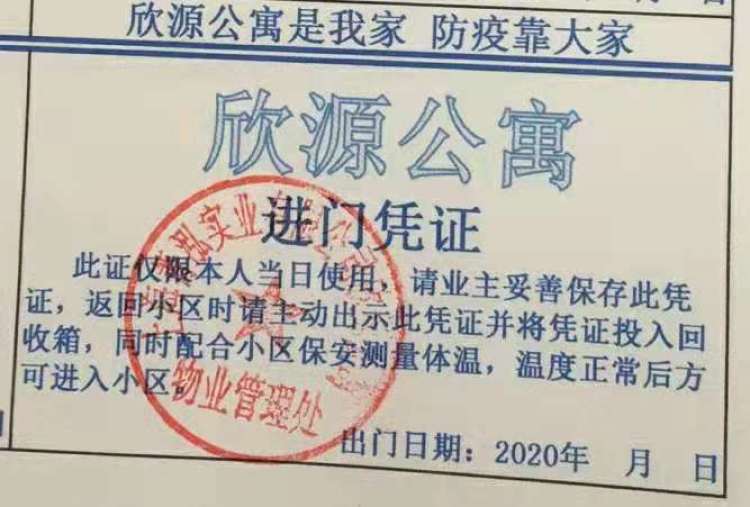 欣源公寓是我家 防疫靠大家
欣源公寓
进门凭证
此证仅限本人当日使用，请业主妥善保存此凭
证，返回小区时请主动出示此凭证并将凭证投入回
收箱，同时配合小区保安测量体温，温度正常后方
可进入小区。
物业管理处
出门日期：2020年 月 日